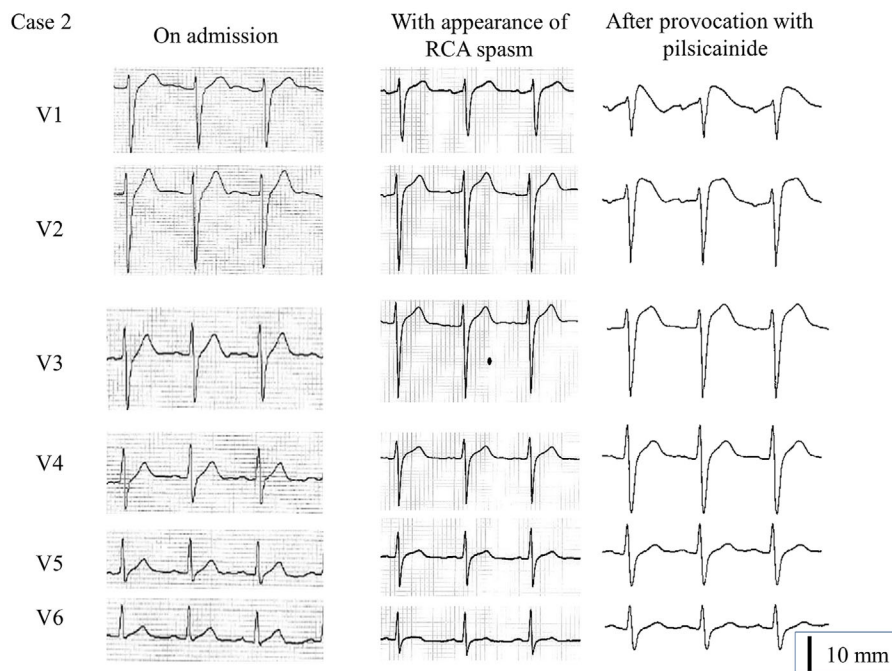 Case 2
On admission
With appearance of
RCA spasm
After provocation with
pilsicainide
V1
V2
V3
V4
V5
V6
10 mm